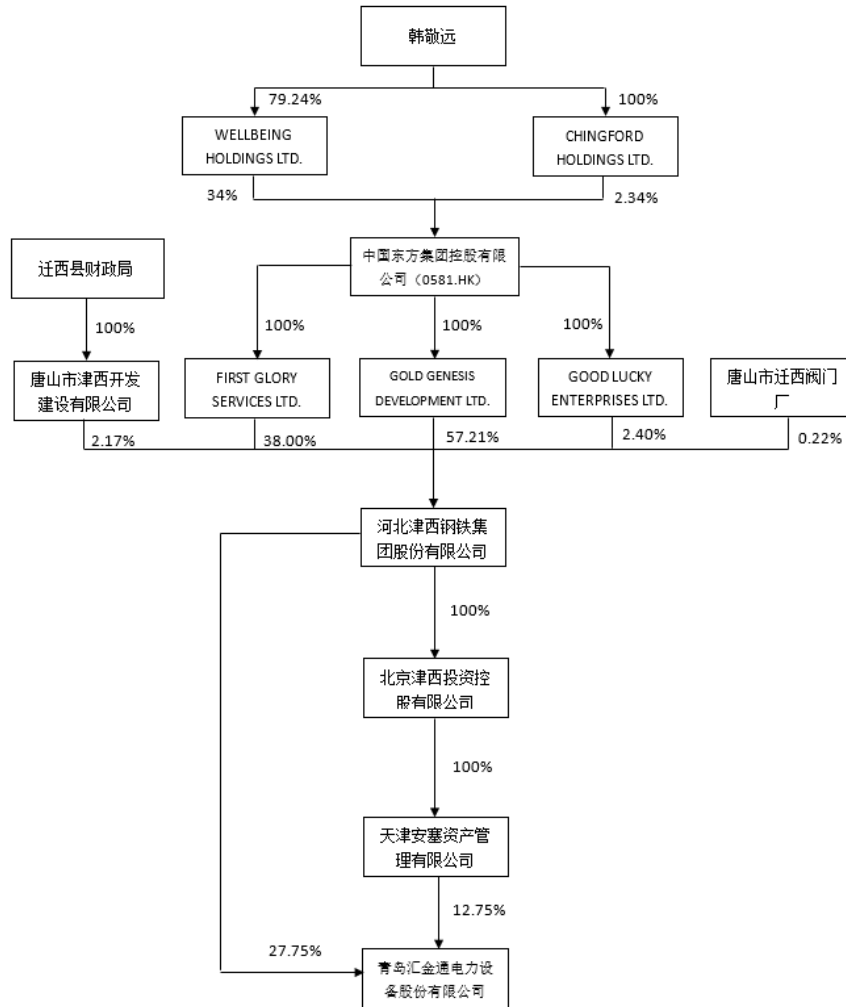 韩敬远
79.24%
100%
WELLBEING
HOLDINGS LTD.
CHINGFORD
HOLDINGS LTD.
34%
2.34%
迁西县财政局
中国东方集团控股有限
公司（0581.HK）
100%
100%
100%
100%
唐山市津西开发
建设有限公司
FIRST GLORY
SERVICES LTD.
GOLD GENESIS
DEVELOPMENT LTD.
GOOD LUCKY
ENTERPRISES LTD.
唐山市迁西阀门
厂
2.17%
38.00%
57.21%
2.40%
0.22%
河北津西钢铁集
团股份有限公司
100%
北京津西投资控
股有限公司
100%
天津安塞资产管
理有限公司
12.75%
27.75%
青岛汇金通电力设
备股份有限公司